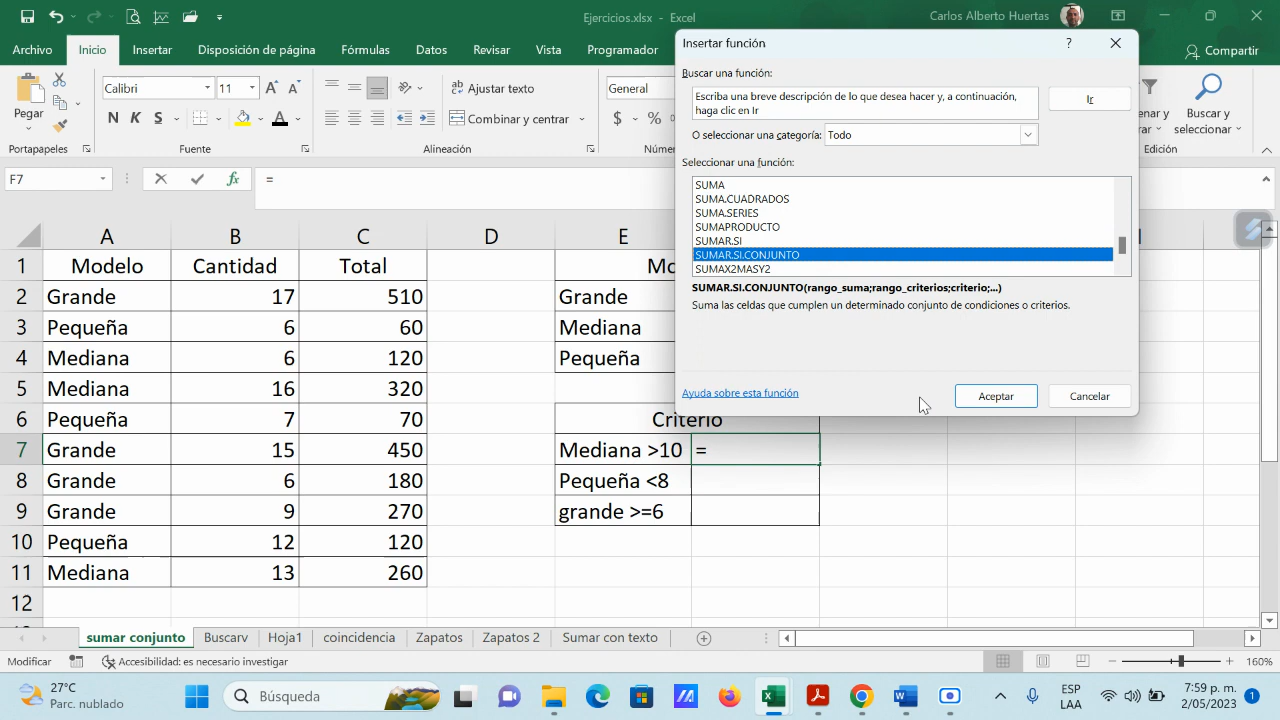 Ejercicios.xlsx - Excel
Carlos Alberto Huertas
Archivo Inicio Insertar Disposición de página Fórmulas Datos Revisar Vista Programador
Compartir
Pegar
Calibri 11
N K S
Ajustar texto
Combinar y centrar
General
$ %
Buscar y
seleccionar
Portapapeles Fuente Alineación Edición
F7 fx =
Insertar función ?
Buscar una función:
Escriba una breve descripción de lo que desea hacer y, a continuación,
haga clic en Ir
Ir
O seleccionar una categoría: Todo
Seleccionar una función:
SUMA
SUMA.CUADRADOS
SUMA.SERIES
SUMAPRODUCTO
SUMAR.SI
SUMAR.SI.CONJUNTO
SUMAX2MASY2
SUMAR.SI.CONJUNTO(rango_suma;rango_criterios;criterio;...)
Suma las celdas que cumplen un determinado conjunto de condiciones o criterios.
Ayuda sobre esta función
Aceptar Cancelar
A B C D E
1 Modelo Cantidad Total
2 Grande 17 510 Grande
3 Pequeña 6 60 Mediana
4 Mediana 6 120 Pequeña
5 Mediana 16 320
6 Pequeña 7 70 Criterio
7 Grande 15 450 Mediana >10 =
8 Grande 6 180 Pequeña <8
9 Grande 9 270 grande >=6
10 Pequeña 12 120
11 Mediana 13 260
12
sumar conjunto Buscarv Hoja1 coincidencia Zapatos Zapatos 2 Sumar con texto
Modificar Accesibilidad: es necesario investigar 160%
27°C
Parc. nublado
Búsqueda
ESP
LAA
7:59 p. m.
2/05/2023
1